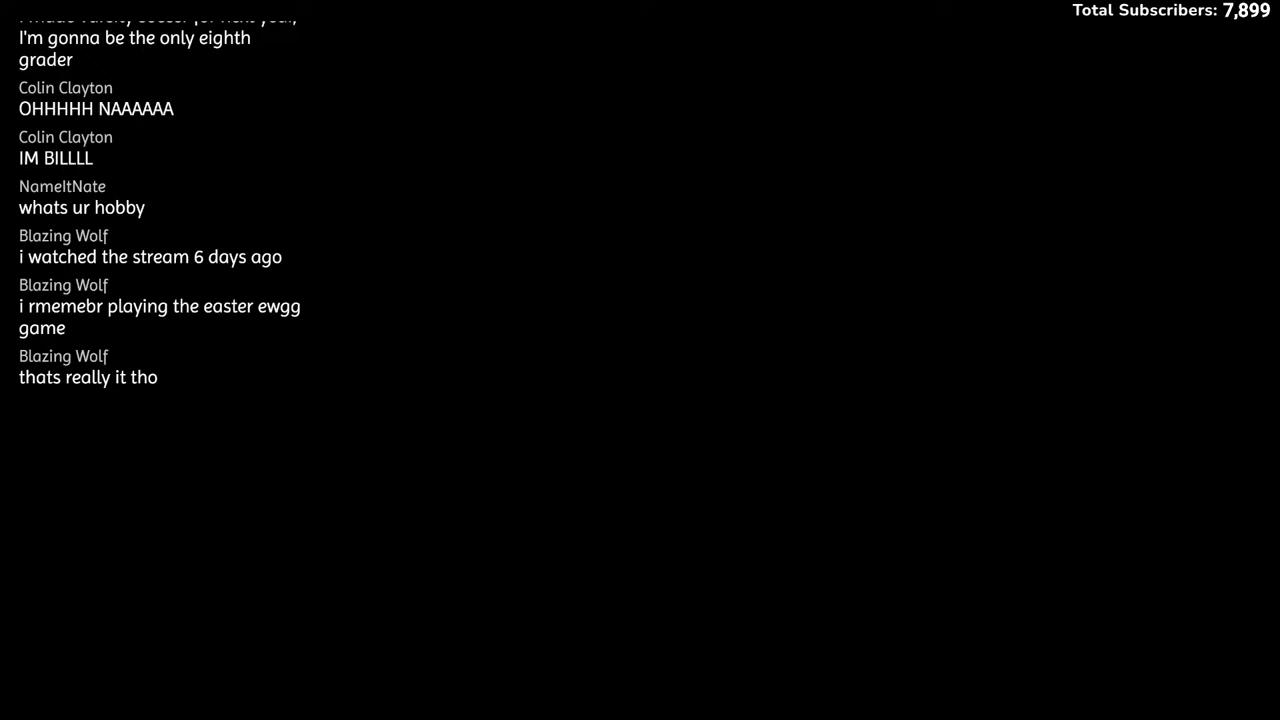 Total Subscribers: 7,899
I'm gonna be the only eighth
grader
Colin Clayton
OHHHHH NAAAAAA
Colin Clayton
IM BILLLL
NameItNate
whats ur hobby
Blazing Wolf
i watched the stream 6 days ago
Blazing Wolf
i rmemebr playing the easter ewgg
game
Blazing Wolf
thats really it tho